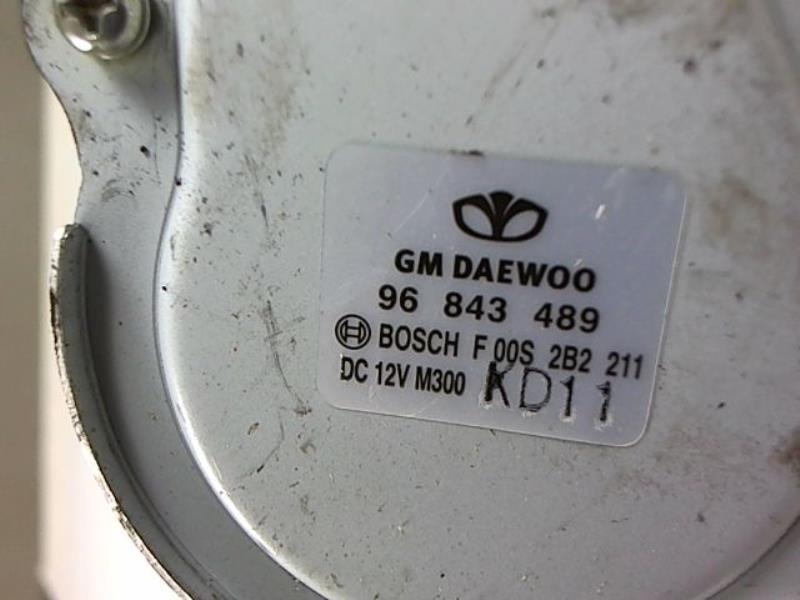 GM DAEWOO
96 843 489
BOSCH F 00S 2B2 211
DC 12V M300 KD11